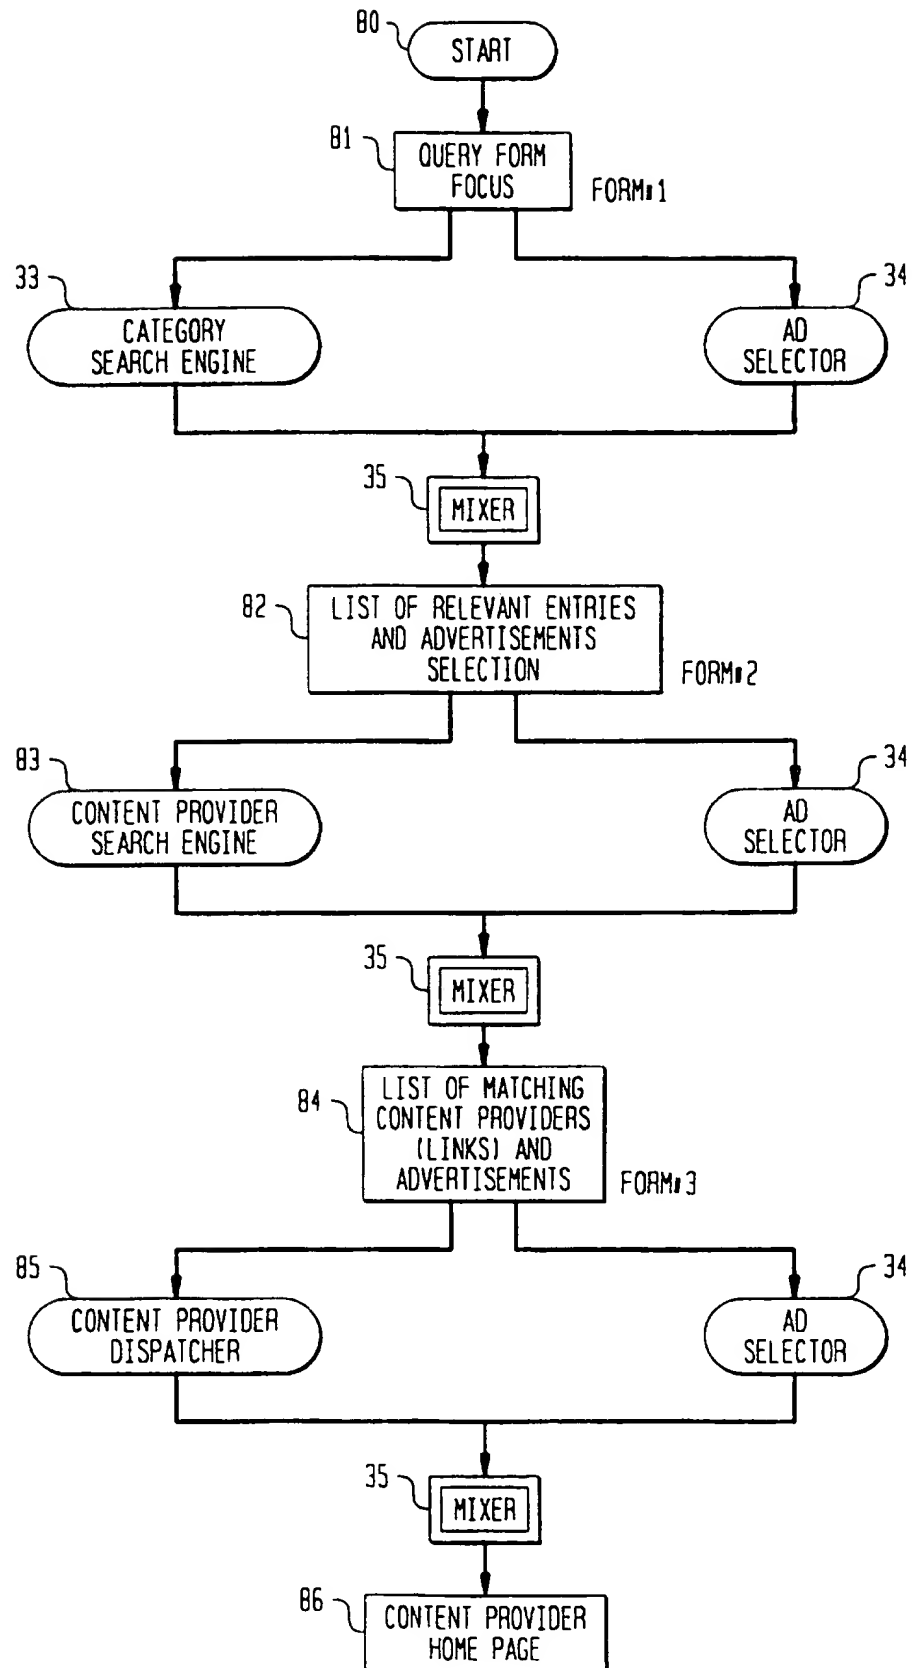 80
START
81
QUERY FORM
FOCUS
FORM#1
33
CATEGORY
SEARCH ENGINE
34
AD
SELECTOR
35
MIXER
82
LIST OF RELEVANT ENTRIES
AND ADVERTISEMENTS
SELECTION
FORM#2
83
CONTENT PROVIDER
SEARCH ENGINE
34
AD
SELECTOR
35
MIXER
84
LIST OF MATCHING
CONTENT PROVIDERS
(LINKS) AND
ADVERTISEMENTS
FORM#3
85
CONTENT PROVIDER
DISPATCHER
34
AD
SELECTOR
35
MIXER
86
CONTENT PROVIDER
HOME PAGE